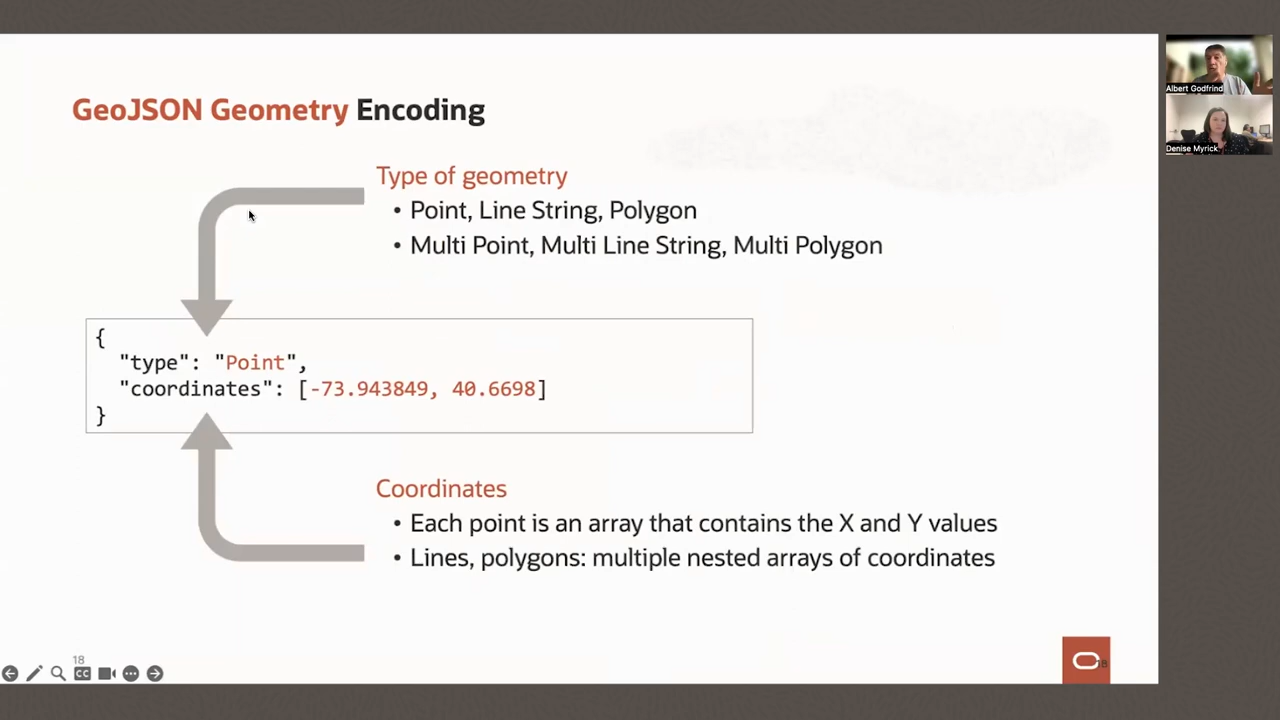 GeoJSON Geometry Encoding
Type of geometry
• Point, Line String, Polygon
• Multi Point, Multi Line String, Multi Polygon
{
"type": "Point",
"coordinates": [-73.943849, 40.6698]
}
Coordinates
• Each point is an array that contains the X and Y values
• Lines, polygons: multiple nested arrays of coordinates
18
CC
18
Albert Godfrind
Denise Myrick